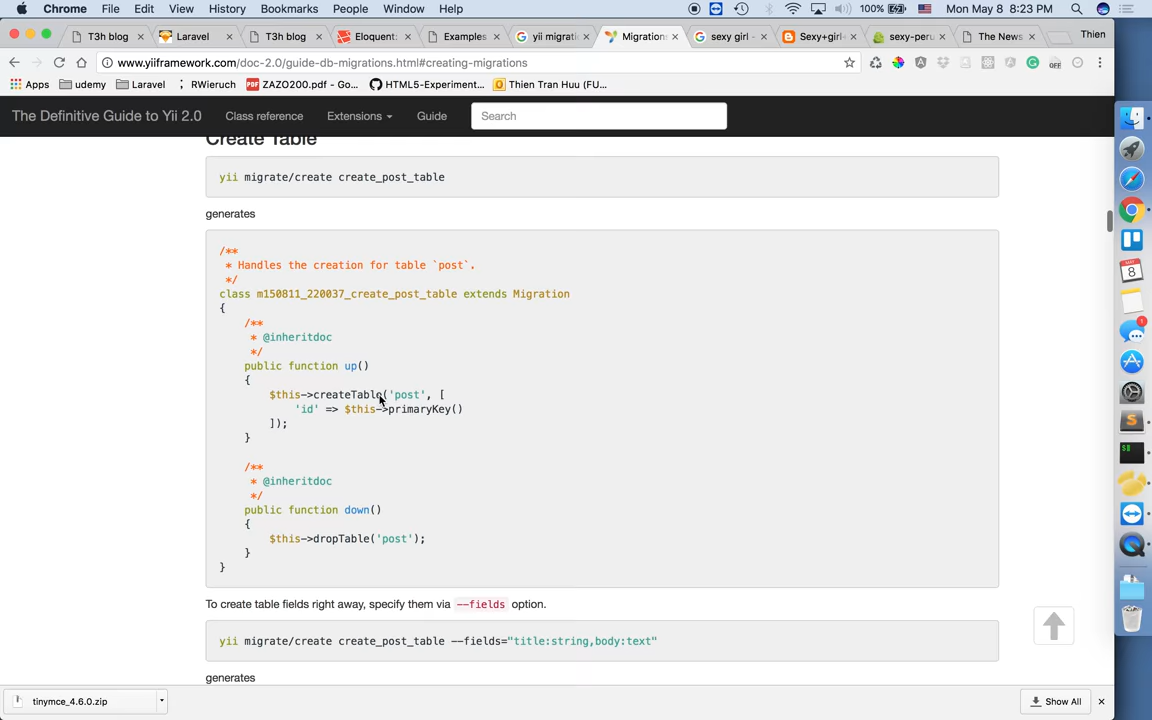 Chrome File Edit View History Bookmarks People Window Help 100% Mon May 8 8:23 PM
T3h blog Laravel T3h blog Eloquent: Examples yii migrati Migration sexy girl - Sexy+girl sexy-peru The News Thien
www.yiiframework.com/doc-2.0/guide-db-migrations.html#creating-migrations
Apps udemy Laravel RWieruch ZAZO200.pdf - Go... HTML5-Experiment... Thien Tran Huu (FU...
The Definitive Guide to Yii 2.0 Class reference Extensions Guide Search
Create Table
yii migrate/create create_post_table
generates
/**
* Handles the creation for table `post`.
*/
class m150811_220037_create_post_table extends Migration
{
/**
* @inheritdoc
*/
public function up()
{
$this->createTable('post', [
'id' => $this->primaryKey()
]);
}
/**
* @inheritdoc
*/
public function down()
{
$this->dropTable('post');
}
}
To create table fields right away, specify them via --fields option.
yii migrate/create create_post_table --fields="title:string,body:text"
generates
tinymce_4.6.0.zip Show All